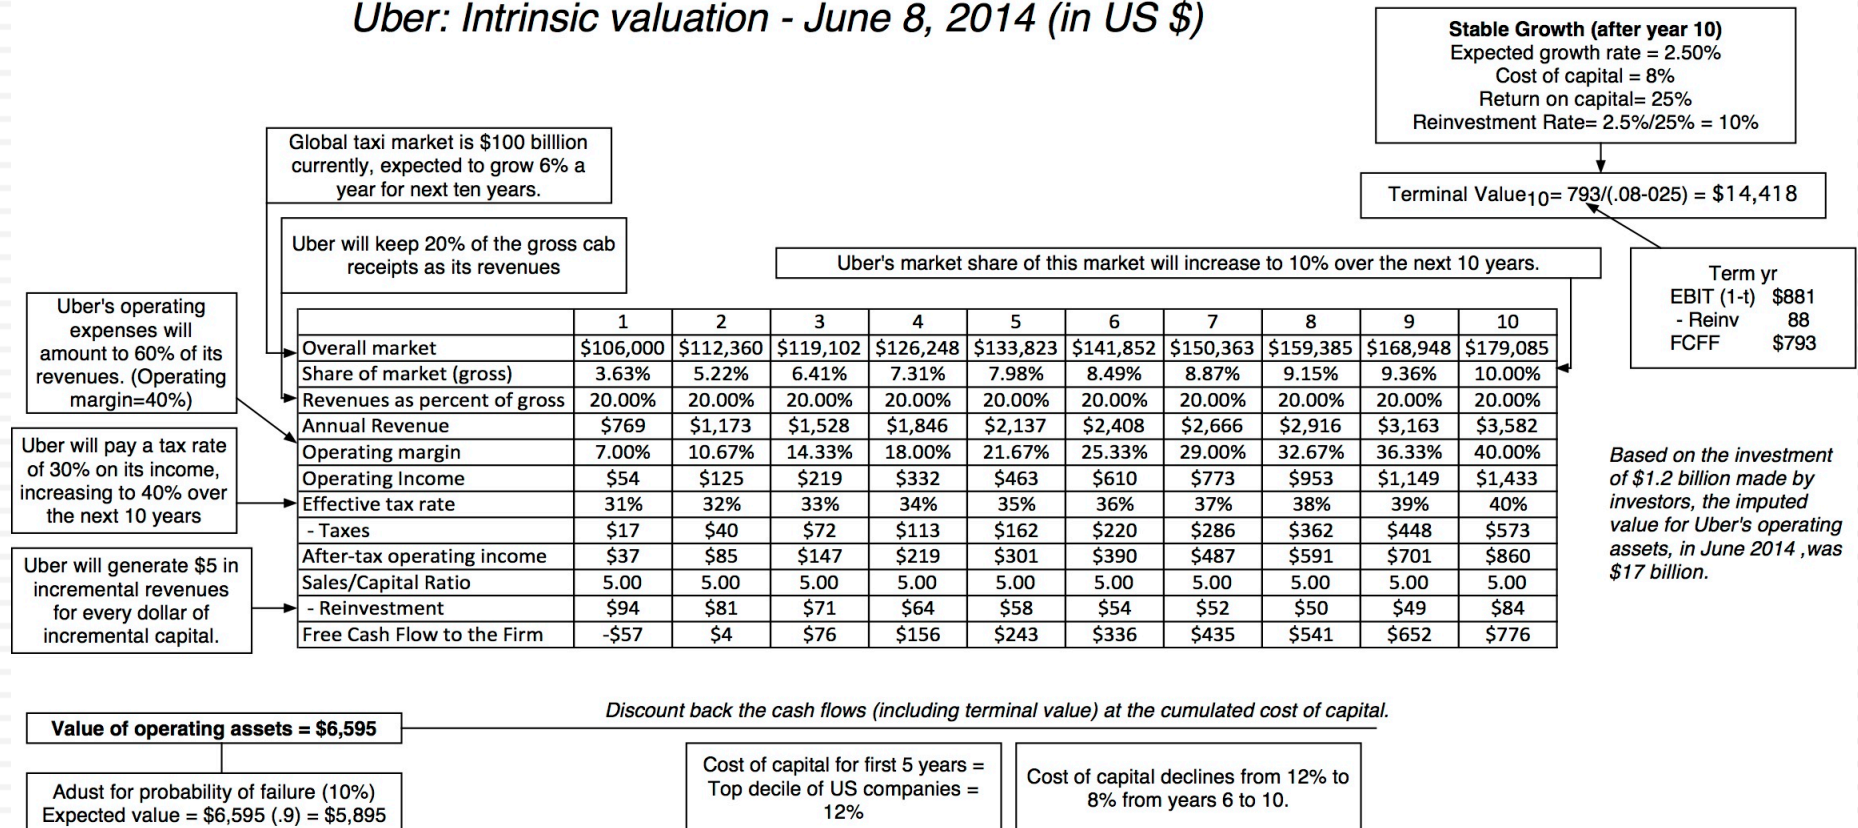 Uber: Intrinsic valuation - June 8, 2014 (in US $)
Stable Growth (after year 10)
Expected growth rate = 2.50%
Cost of capital = 8%
Return on capital= 25%
Reinvestment Rate= 2.5%/25% = 10%
Global taxi market is $100 billlion
currently, expected to grow 6% a
year for next ten years.
Terminal Value10= 793/(.08-025) = $14,418
Uber will keep 20% of the gross cab
receipts as its revenues
Uber's market share of this market will increase to 10% over the next 10 years.
Term yr
EBIT (1-t) $881
- Reinv 88
FCFF $793
Uber's operating
expenses will
amount to 60% of its
revenues. (Operating
margin=40%)
Uber will pay a tax rate
of 30% on its income,
increasing to 40% over
the next 10 years
Uber will generate $5 in
incremental revenues
for every dollar of
incremental capital.
1 2 3 4 5 6 7 8 9 10
Overall market $106,000 $112,360 $119,102 $126,248 $133,823 $141,852 $150,363 $159,385 $168,948 $179,085
Share of market (gross) 3.63% 5.22% 6.41% 7.31% 7.98% 8.49% 8.87% 9.15% 9.36% 10.00%
Revenues as percent of gross 20.00% 20.00% 20.00% 20.00% 20.00% 20.00% 20.00% 20.00% 20.00% 20.00%
Annual Revenue $769 $1,173 $1,528 $1,846 $2,137 $2,408 $2,666 $2,916 $3,163 $3,582
Operating margin 7.00% 10.67% 14.33% 18.00% 21.67% 25.33% 29.00% 32.67% 36.33% 40.00%
Operating Income $54 $125 $219 $332 $463 $610 $773 $953 $1,149 $1,433
Effective tax rate 31% 32% 33% 34% 35% 36% 37% 38% 39% 40%
- Taxes $17 $40 $72 $113 $162 $220 $286 $362 $448 $573
After-tax operating income $37 $85 $147 $219 $301 $390 $487 $591 $701 $860
Sales/Capital Ratio 5.00 5.00 5.00 5.00 5.00 5.00 5.00 5.00 5.00 5.00
- Reinvestment $94 $81 $71 $64 $58 $54 $52 $50 $49 $84
Free Cash Flow to the Firm -$57 $4 $76 $156 $243 $336 $435 $541 $652 $776
Based on the investment
of $1.2 billion made by
investors, the imputed
value for Uber's operating
assets, in June 2014 ,was
$17 billion.
Discount back the cash flows (including terminal value) at the cumulated cost of capital.
Value of operating assets = $6,595
Adust for probability of failure (10%)
Expected value = $6,595 (.9) = $5,895
Cost of capital for first 5 years =
Top decile of US companies =
12%
Cost of capital declines from 12% to
8% from years 6 to 10.